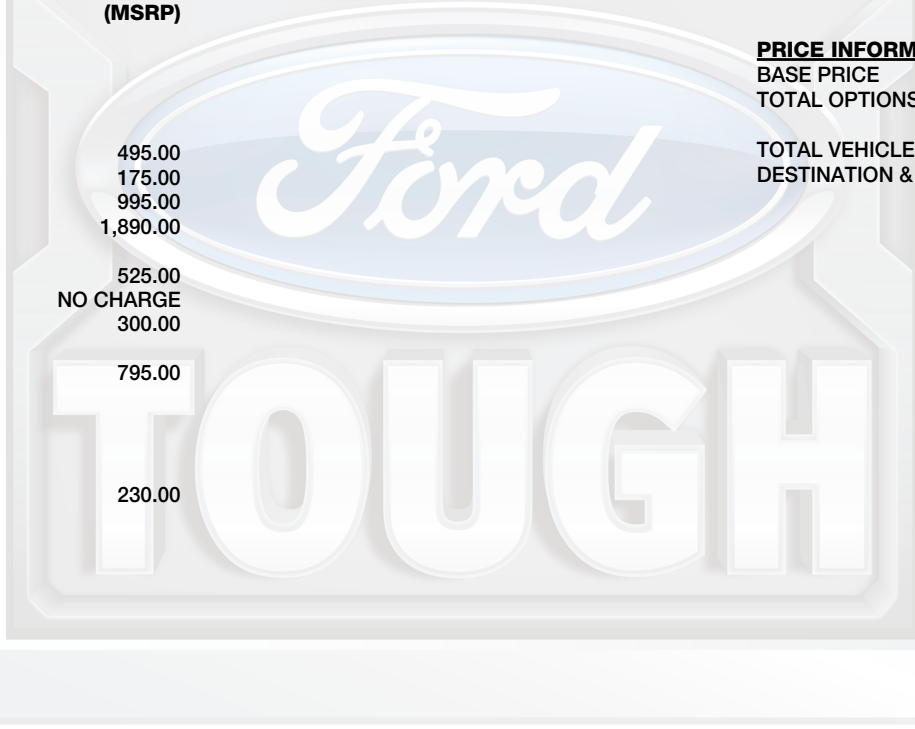 (MSRP)
495.00
175.00
995.00
1,890.00
525.00
NO CHARGE
300.00
795.00
230.00
PRICE INFORM
BASE PRICE
TOTAL OPTIONS
TOTAL VEHICLE
DESTINATION &
Ford
TOUGH